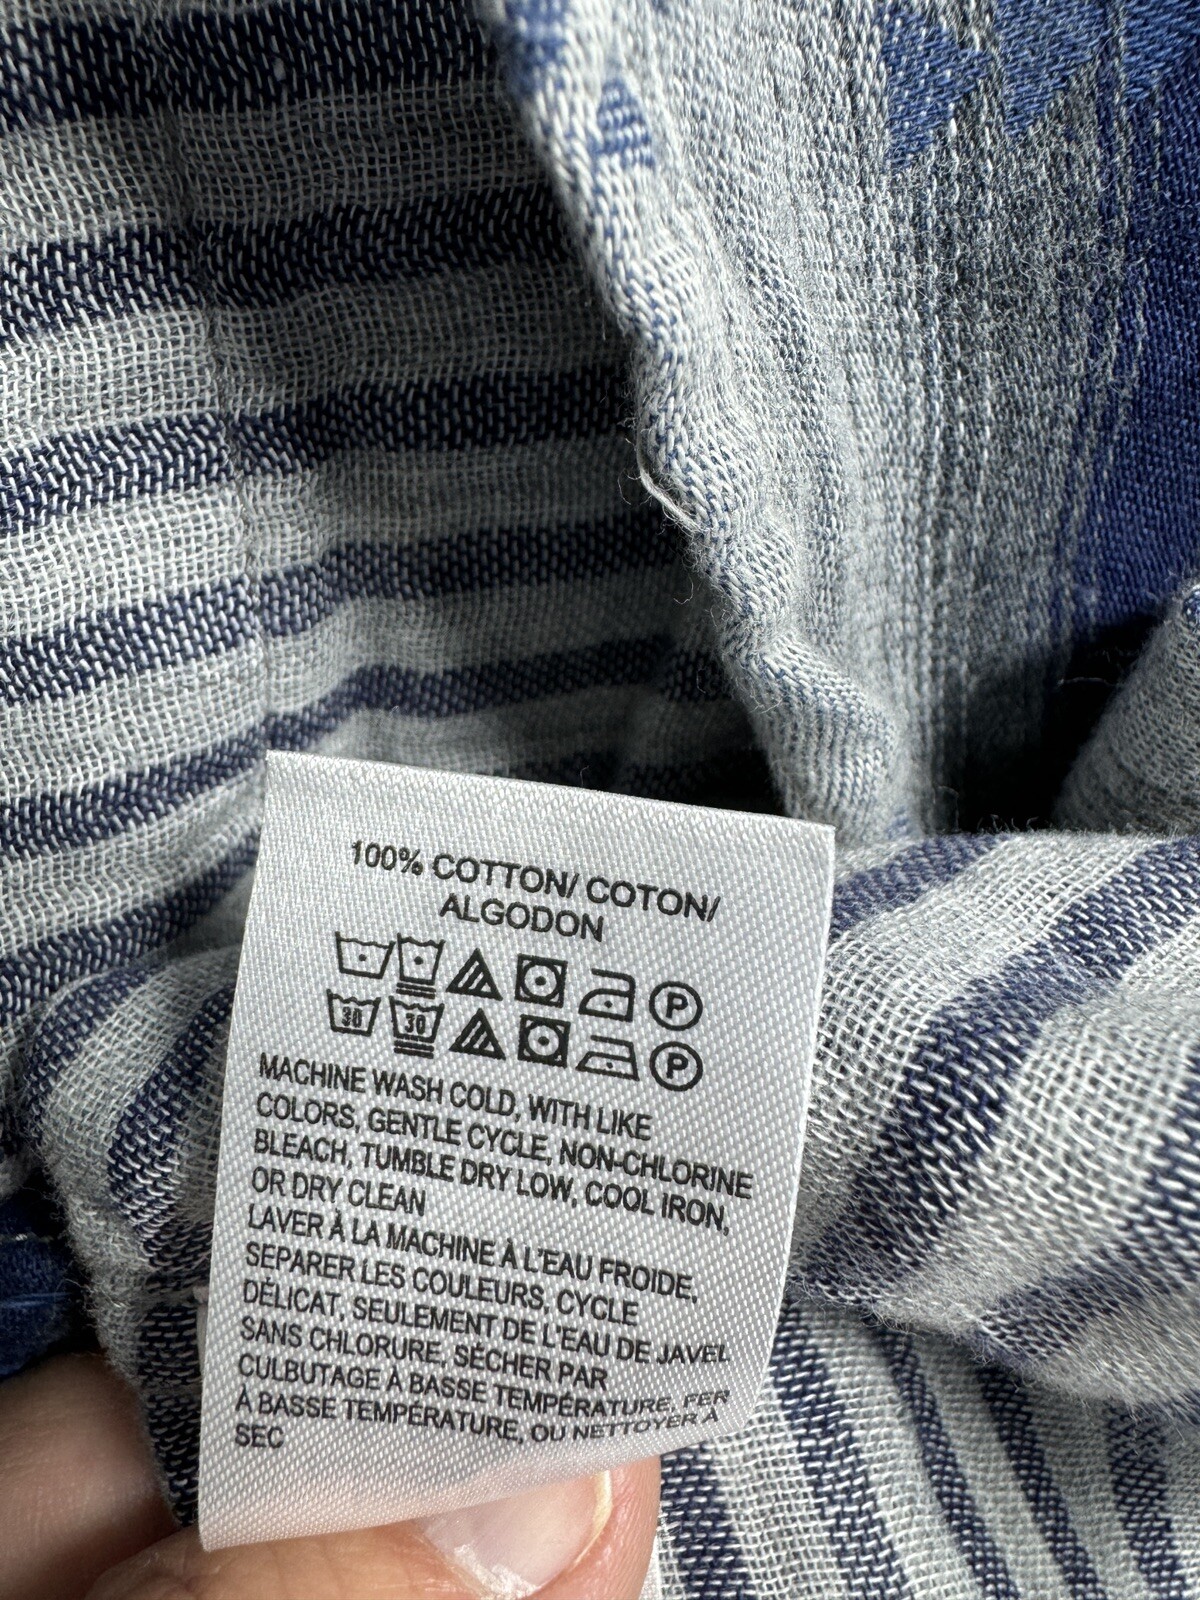 100% COTTON/ COTON/
ALGODON
P
30 30 P
MACHINE WASH COLD, WITH LIKE
COLORS, GENTLE CYCLE, NON-CHLORINE
BLEACH, TUMBLE DRY LOW, COOL IRON,
OR DRY CLEAN
LAVER À LA MACHINE À L'EAU FROIDE,
SEPARER LES COULEURS, CYCLE
DÉLICAT, SEULEMENT DE L'EAU DE JAVEL
SANS CHLORURE, SÉCHER PAR
CULBUTAGE À BASSE TEMPÉRATURE, FER
À BASSE TEMPÉRATURE, OU NETTOYER À
SEC